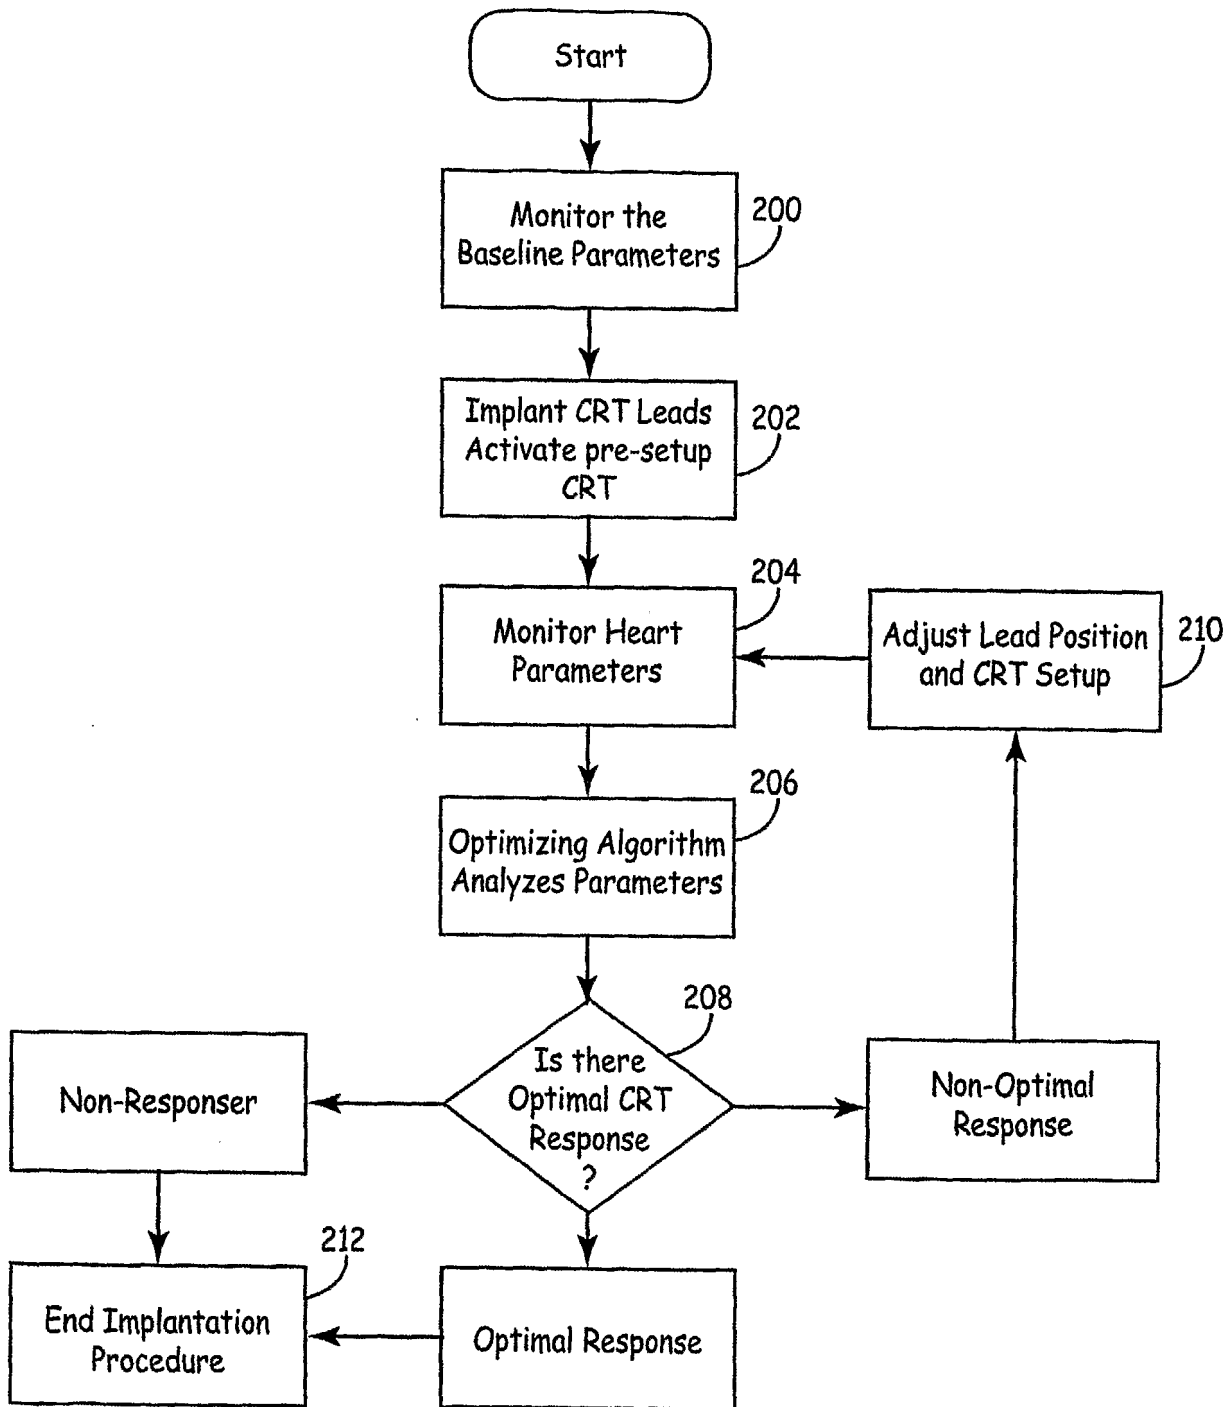 Start
Monitor the
Baseline Parameters
200
Implant CRT Leads
Activate pre-setup
CRT
202
204
Monitor Heart
Parameters
Adjust Lead Position
and CRT Setup
210
206
Optimizing Algorithm
Analyzes Parameters
208
Is there
Optimal CRT
Response
?
Non-Responser
Non-Optimal
Response
212
End Implantation
Procedure
Optimal Response